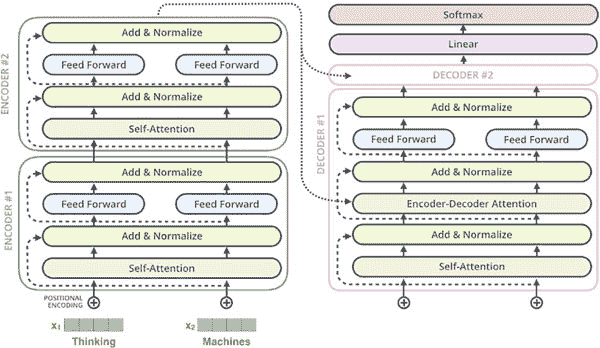 ENCODER #2
Add & Normalize
Feed Forward Feed Forward
Add & Normalize
Self-Attention
ENCODER #1
Add & Normalize
Feed Forward Feed Forward
Add & Normalize
Self-Attention
POSITIONAL
ENCODING
X1 X2
Thinking Machines
Softmax
Linear
DECODER #2
DECODER #1
Add & Normalize
Feed Forward Feed Forward
Add & Normalize
Encoder-Decoder Attention
Add & Normalize
Self-Attention